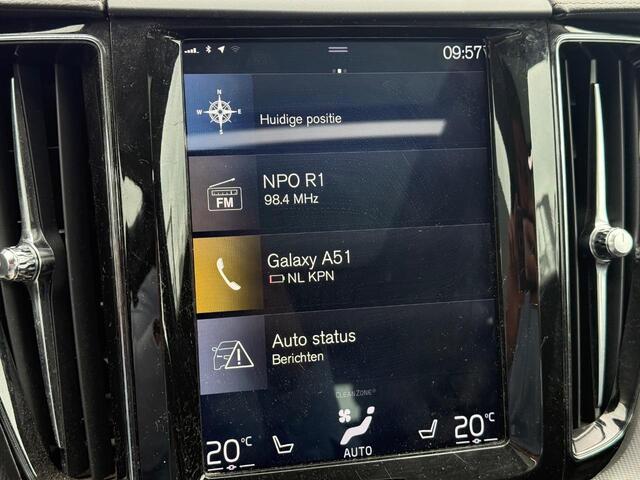 09:57
N
W E
S
Huidige positie
NPO R1
98.4 MHz
FM
Galaxy A51
NL KPN
Auto status
Berichten
CLEANZONE®
20°C
AUTO
20°C